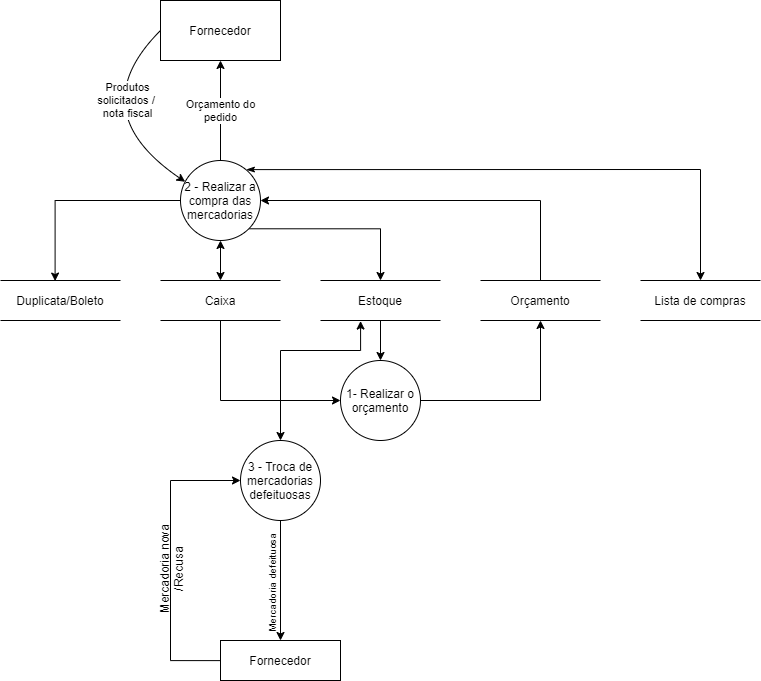 Fornecedor
Produtos
solicitados /
nota fiscal
Orçamento do
pedido
2 - Realizar a
compra das
mercadorias
Duplicata/Boleto
Caixa
Estoque
Orçamento
Lista de compras
1- Realizar o
orçamento
3 - Troca de
mercadorias
defeituosas
Mercadoria nova
/Recusa
Mercadoria defeituosa
Fornecedor